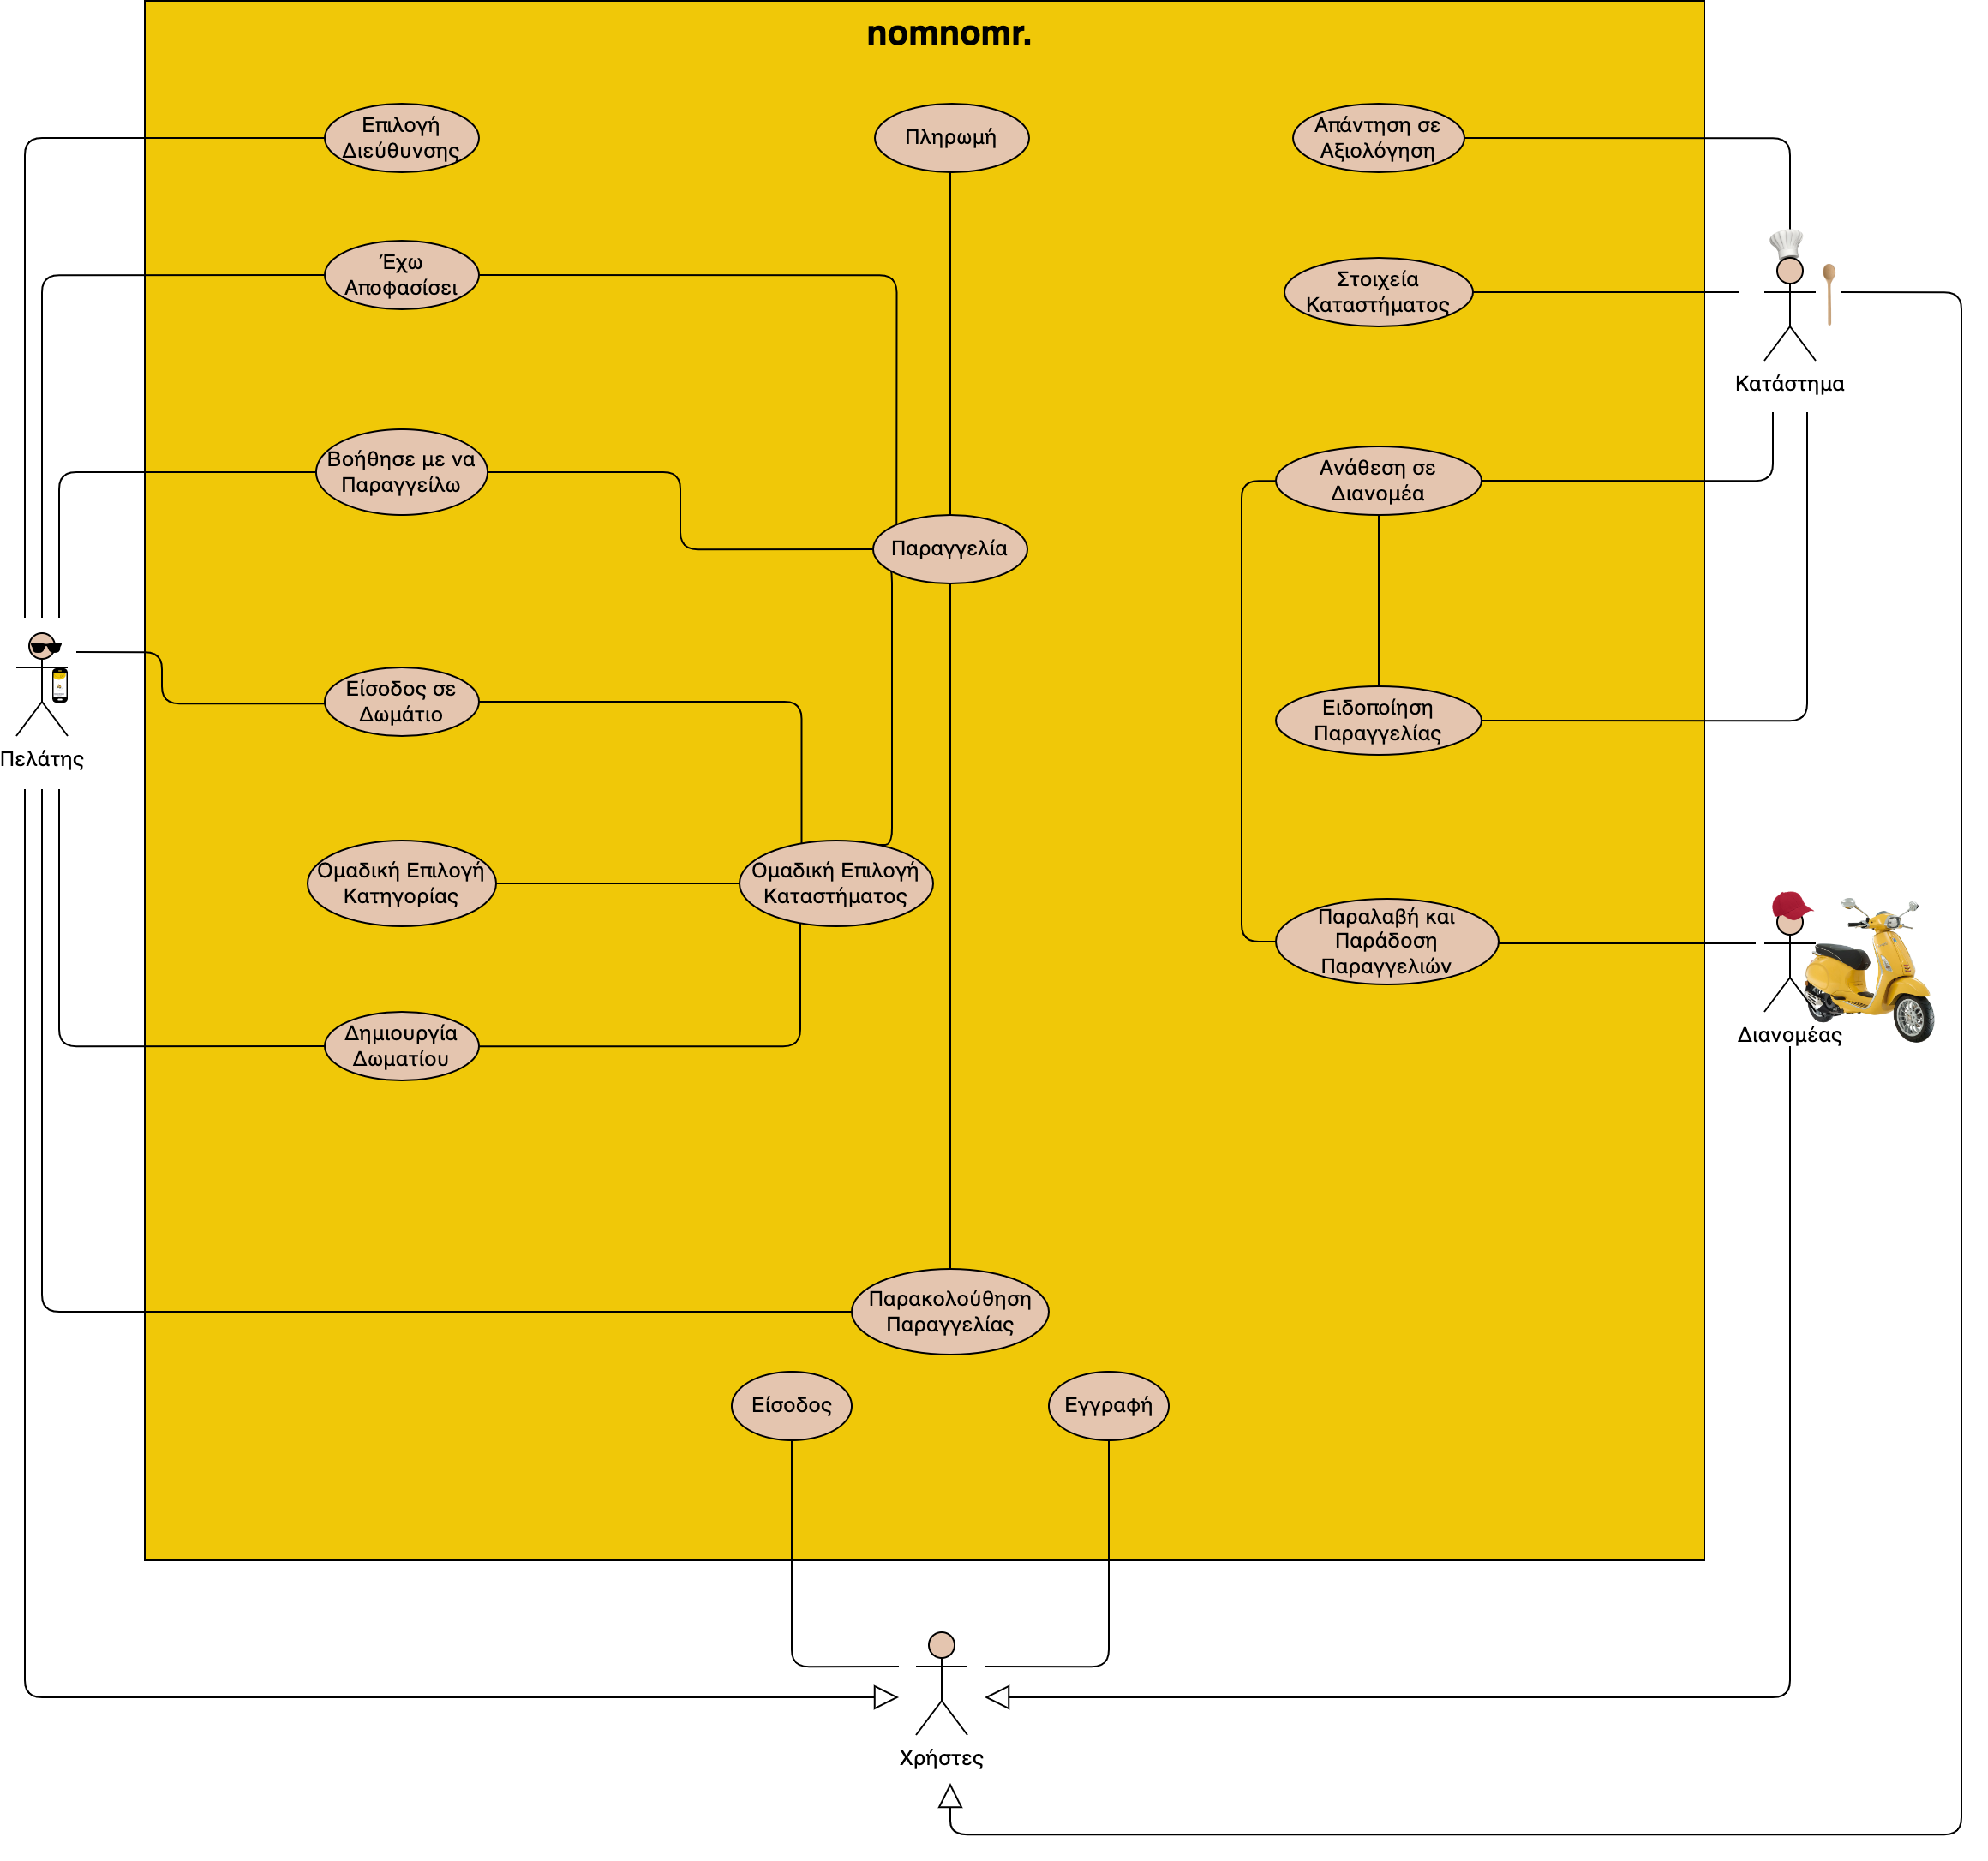 nomnomr.
Επιλογή
Διεύθυνσης
Πληρωμή
Απάντηση σε
Αξιολόγηση
Έχω
Αποφασίσει
Στοιχεία
Καταστήματος
Κατάστημα
Βοήθησε με να
Παραγγείλω
Ανάθεση σε
Διανομέα
Παραγγελία
Είσοδος σε
Δωμάτιο
Ειδοποίηση
Παραγγελίας
Πελάτης
Ομαδική Επιλογή
Κατηγορίας
Ομαδική Επιλογή
Καταστήματος
Παραλαβή και
Παράδοση
Παραγγελιών
Δημιουργία
Δωματίου
Διανομέας
Παρακολούθηση
Παραγγελίας
Είσοδος
Εγγραφή
Χρήστες